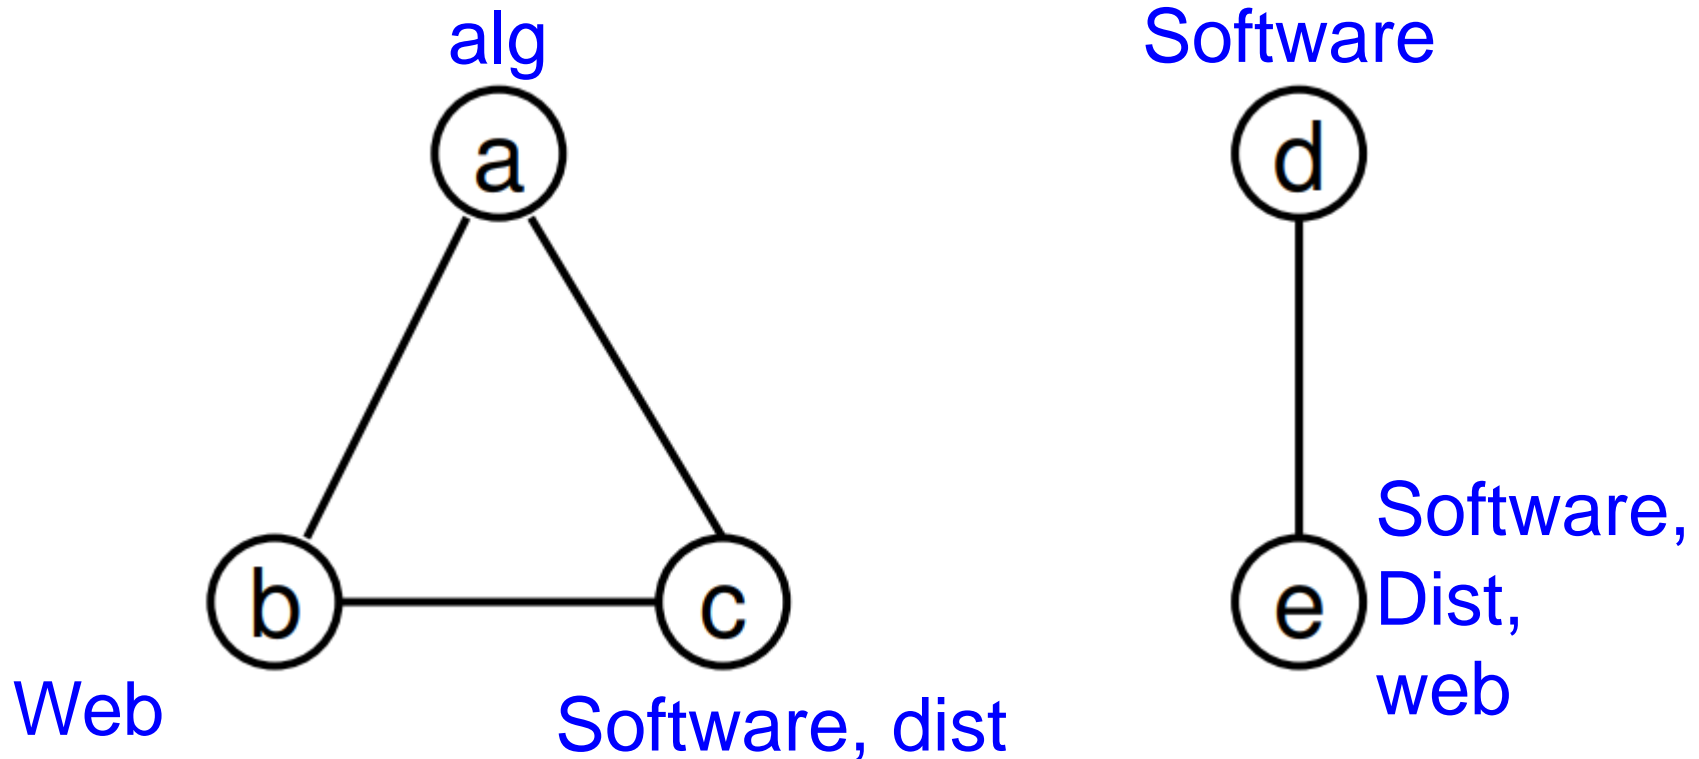 alg
Software
a
d
b
c
e
Software,
Dist,
web
Web
Software, dist